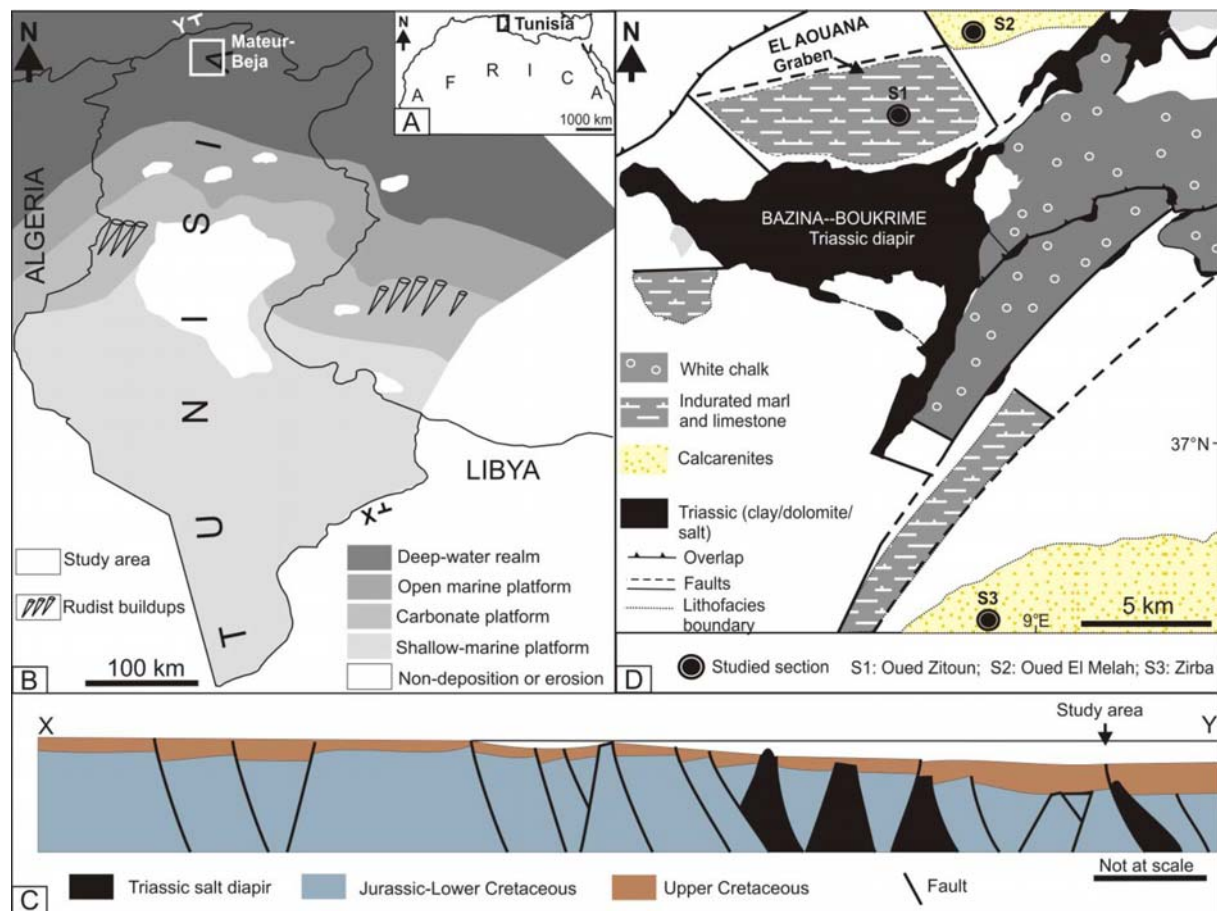 N
Y
Mateur-
Beja
ALGERIA
TUNISI A
LIBYA
X
Study area
Rudist buildups
Deep-water realm
Open marine platform
Carbonate platform
Shallow-marine platform
Non-deposition or erosion
100 km
B
N
Tunisia
A F R I C A
1000 km
A
N
EL AOUANA
Graben
S1
S2
BAZINA--BOUKRIME
Triassic diapir
White chalk
Indurated marl
and limestone
Calcarenites
Triassic (clay/dolomite/
salt)
Overlap
Faults
Lithofacies
boundary
37°N
S3
9°E
5 km
D
Studied section
S1: Oued Zitoun; S2: Oued El Melah; S3: Zirba
X
Study area
Y
Not at scale
C
Triassic salt diapir
Jurassic-Lower Cretaceous
Upper Cretaceous
Fault